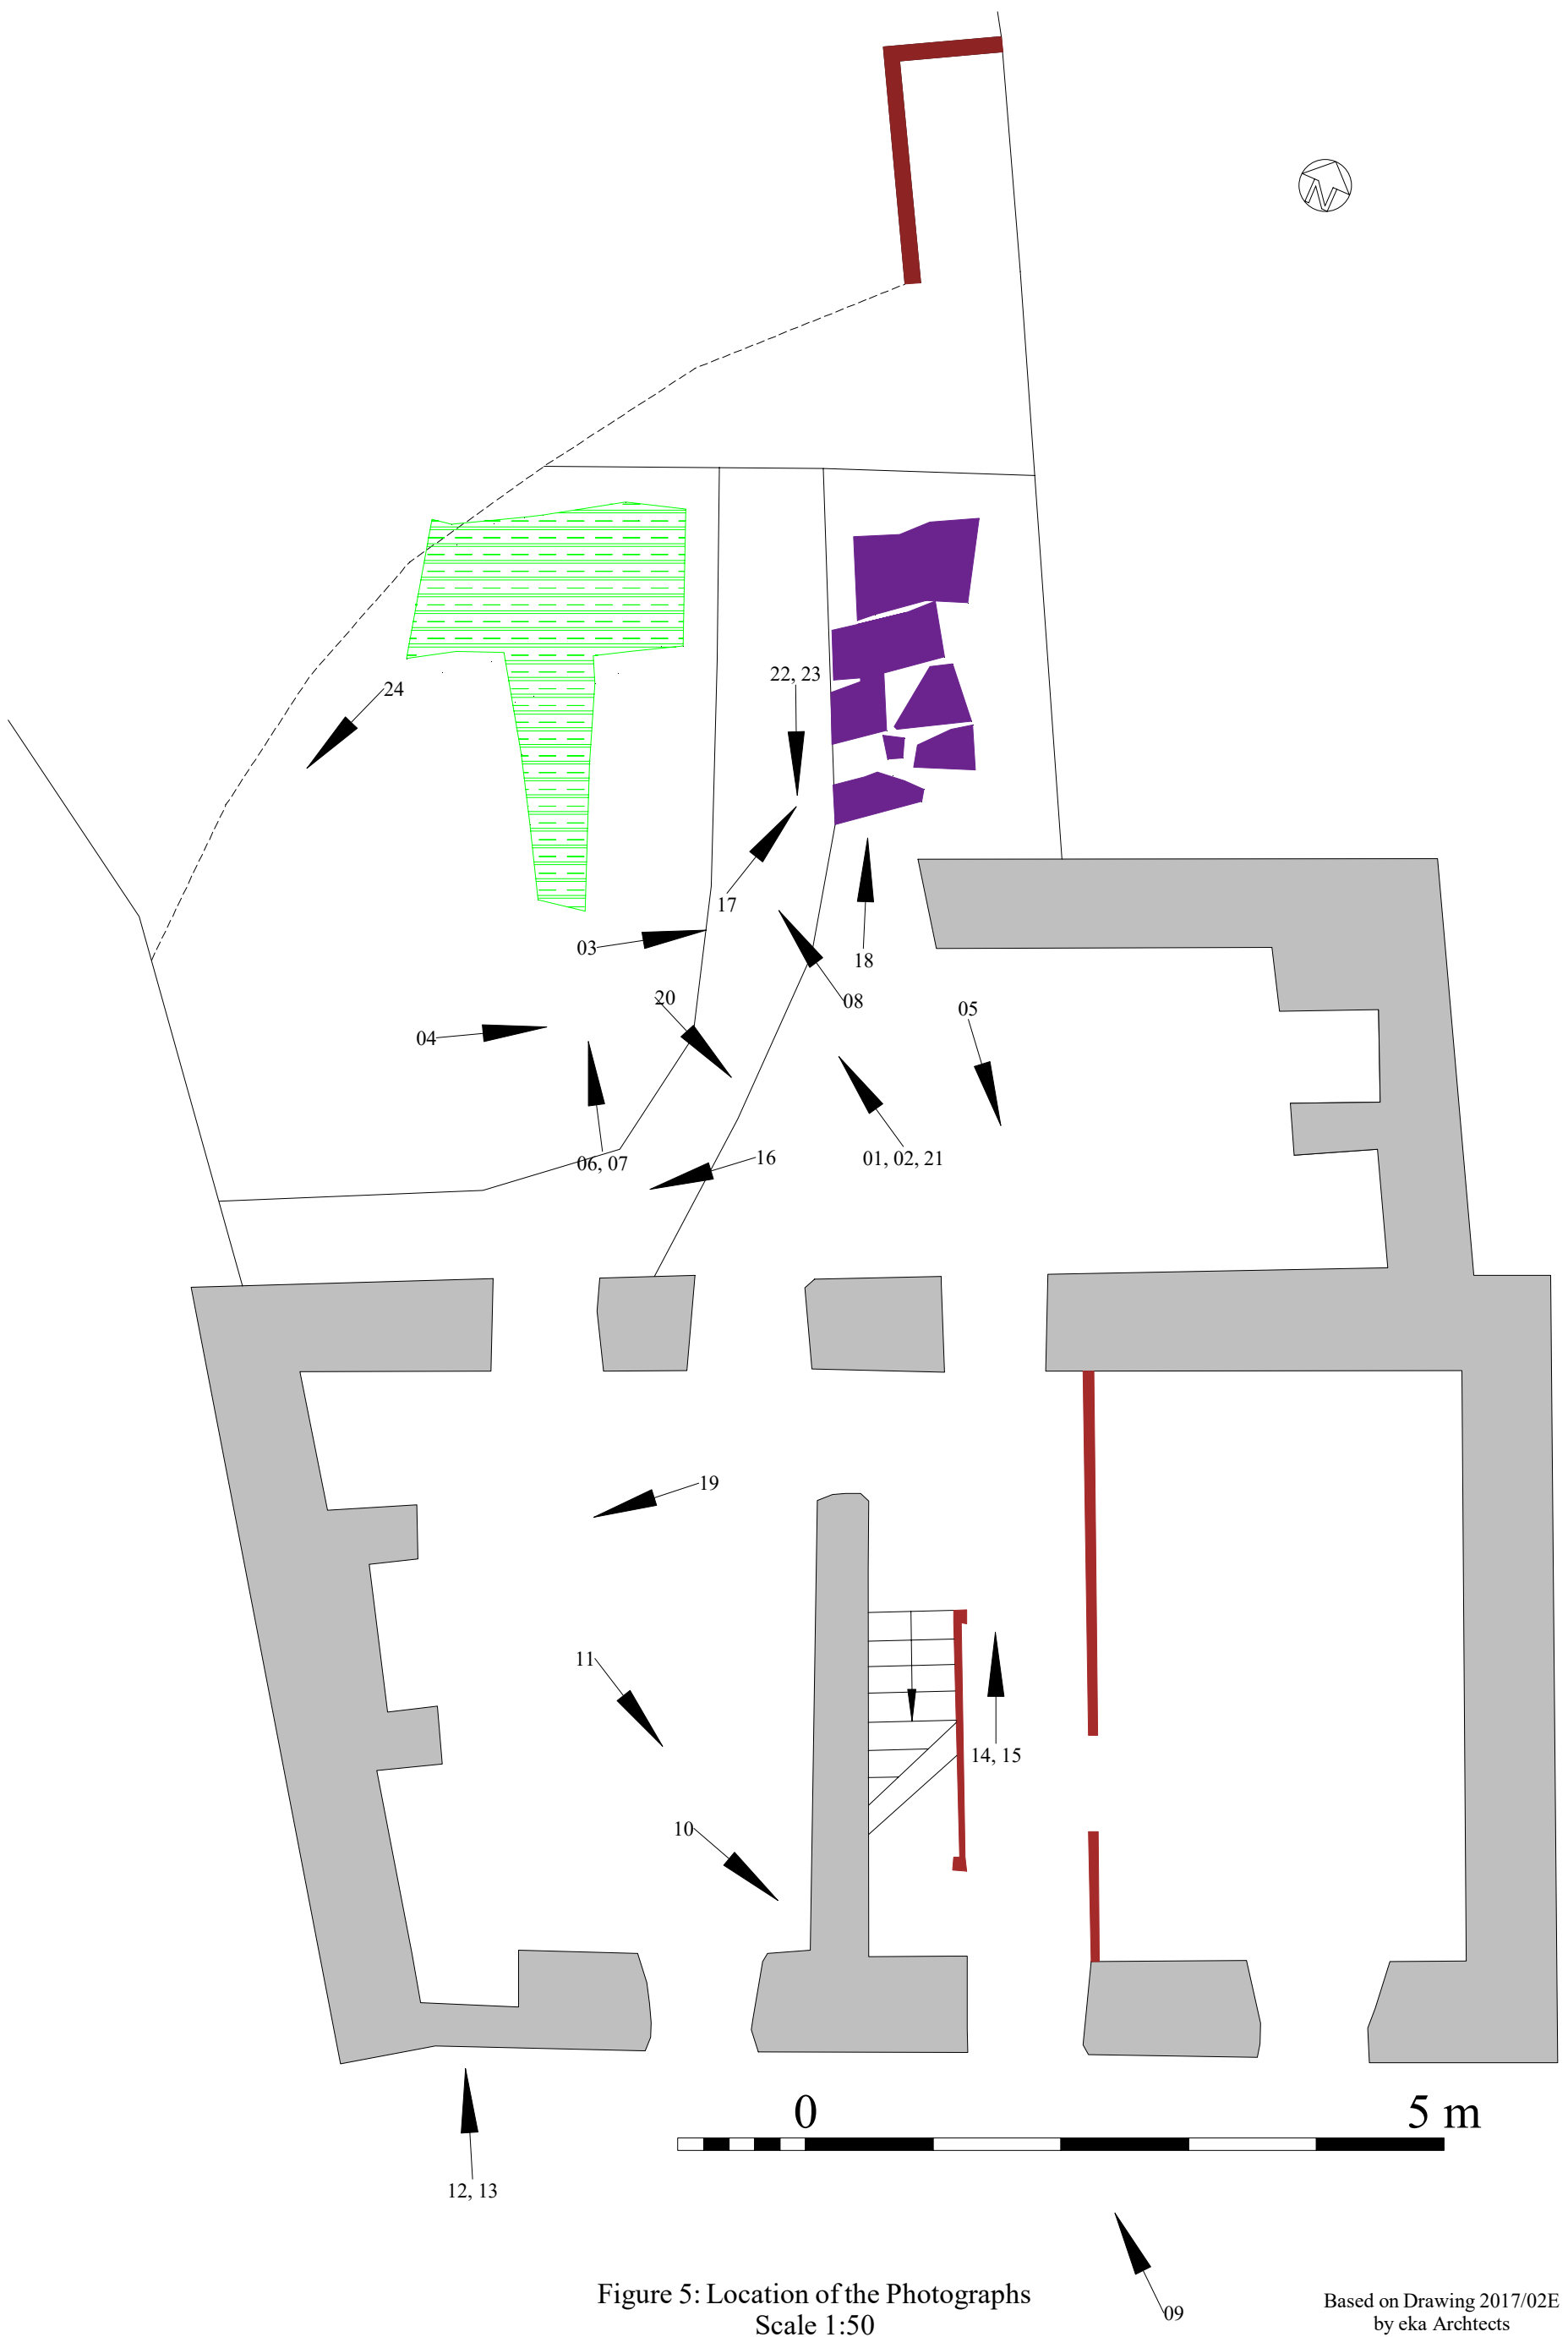 N
24
22, 23
17
03
18
20
08
05
04
01, 02, 21
16
06, 07
19
11
14, 15
10
0
5 m
12, 13
Figure 5: Location of the Photographs
Scale 1:50
09
Based on Drawing 2017/02E
by eka Archtects